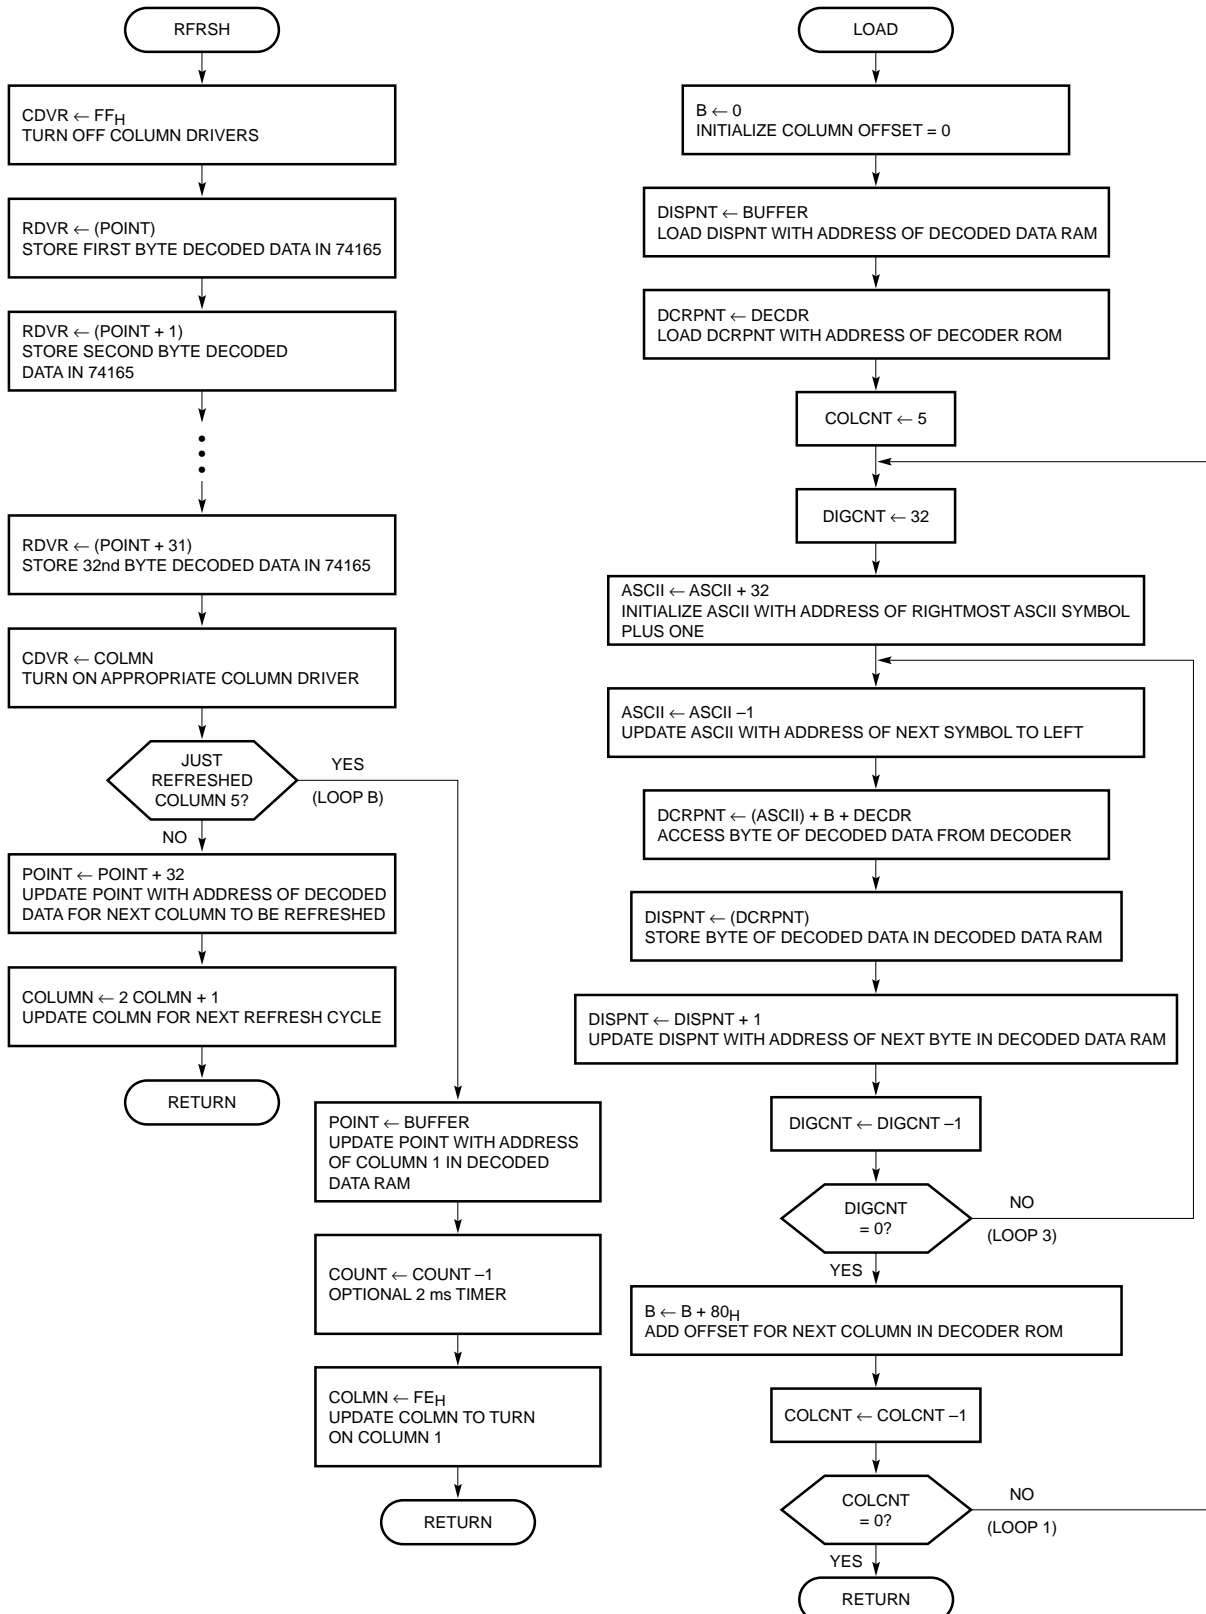 RFRSH
CDVR ← FFH
TURN OFF COLUMN DRIVERS
RDVR ← (POINT)
STORE FIRST BYTE DECODED DATA IN 74165
RDVR ← (POINT + 1)
STORE SECOND BYTE DECODED
DATA IN 74165
RDVR ← (POINT + 31)
STORE 32nd BYTE DECODED DATA IN 74165
CDVR ← COLMN
TURN ON APPROPRIATE COLUMN DRIVER
JUST
REFRESHED
COLUMN 5?
YES
(LOOP B)
NO
POINT ← POINT + 32
UPDATE POINT WITH ADDRESS OF DECODED
DATA FOR NEXT COLUMN TO BE REFRESHED
COLUMN ← 2 COLMN + 1
UPDATE COLMN FOR NEXT REFRESH CYCLE
RETURN
POINT ← BUFFER
UPDATE POINT WITH ADDRESS
OF COLUMN 1 IN DECODED
DATA RAM
COUNT ← COUNT –1
OPTIONAL 2 ms TIMER
COLMN ← FEH
UPDATE COLMN TO TURN
ON COLUMN 1
RETURN
LOAD
B ← 0
INITIALIZE COLUMN OFFSET = 0
DISPNT ← BUFFER
LOAD DISPNT WITH ADDRESS OF DECODED DATA RAM
DCRPNT ← DECDR
LOAD DCRPNT WITH ADDRESS OF DECODER ROM
COLCNT ← 5
DIGCNT ← 32
ASCII ← ASCII + 32
INITIALIZE ASCII WITH ADDRESS OF RIGHTMOST ASCII SYMBOL
PLUS ONE
ASCII ← ASCII –1
UPDATE ASCII WITH ADDRESS OF NEXT SYMBOL TO LEFT
DCRPNT ← (ASCII) + B + DECDR
ACCESS BYTE OF DECODED DATA FROM DECODER
DISPNT ← (DCRPNT)
STORE BYTE OF DECODED DATA IN DECODED DATA RAM
DISPNT ← DISPNT + 1
UPDATE DISPNT WITH ADDRESS OF NEXT BYTE IN DECODED DATA RAM
DIGCNT ← DIGCNT –1
DIGCNT
= 0?
NO
(LOOP 3)
YES
B ← B + 80H
ADD OFFSET FOR NEXT COLUMN IN DECODER ROM
COLCNT ← COLCNT –1
COLCNT
= 0?
NO
(LOOP 1)
YES
RETURN